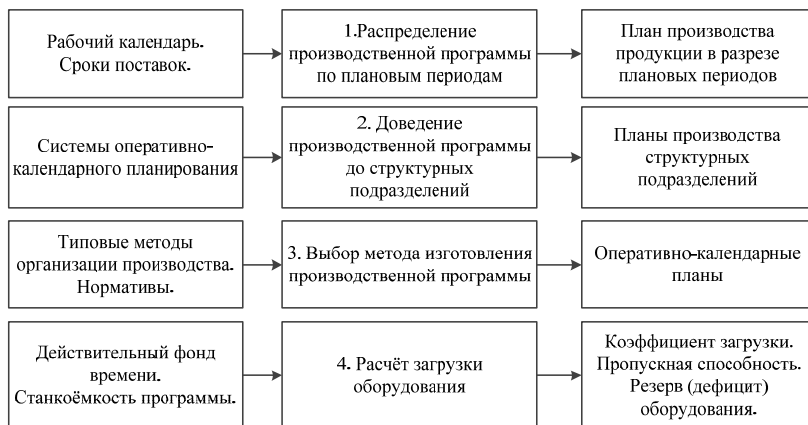 Рабочий календарь.
Сроки поставок.
1.Распределение
производственной программы
по плановым периодам
План производства
продукции в разрезе
плановых периодов
Системы оперативно-
календарного планирования
2. Доведение
производственной программы
до структурных
подразделений
Планы производства
структурных
подразделений
Типовые методы
организации производства.
Нормативы.
3. Выбор метода изготовления
производственной программы
Оперативно-календарные
планы
Действительный фонд
времени.
Станкоёмкость программы.
4. Расчёт загрузки
оборудования
Коэффициент загрузки.
Пропускная способность.
Резерв (дефицит)
оборудования.